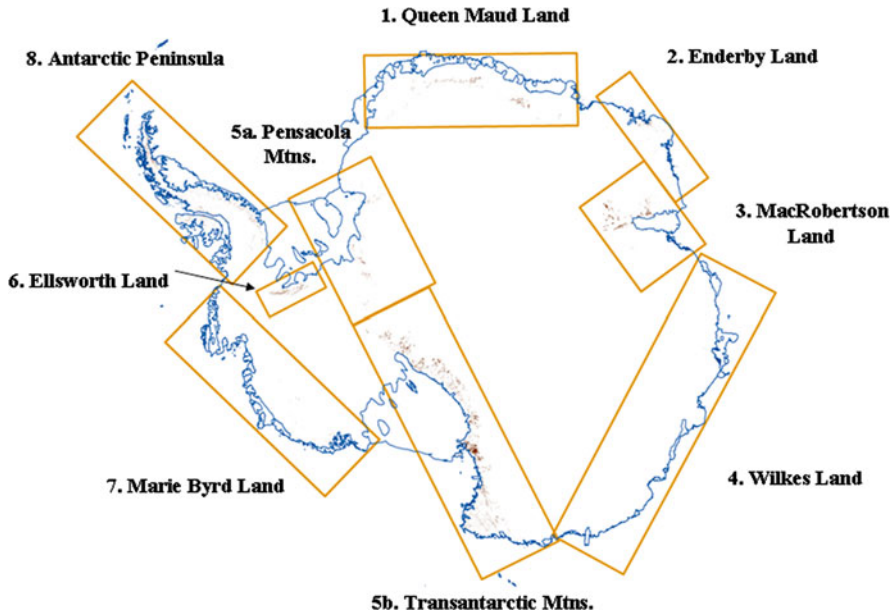 1. Queen Maud Land
8. Antarctic Peninsula
2. Enderby Land
5a. Pensacola
Mtns.
3. MacRobertson
Land
6. Ellsworth Land
7. Marie Byrd Land
4. Wilkes Land
5b. Transantarctic Mtns.